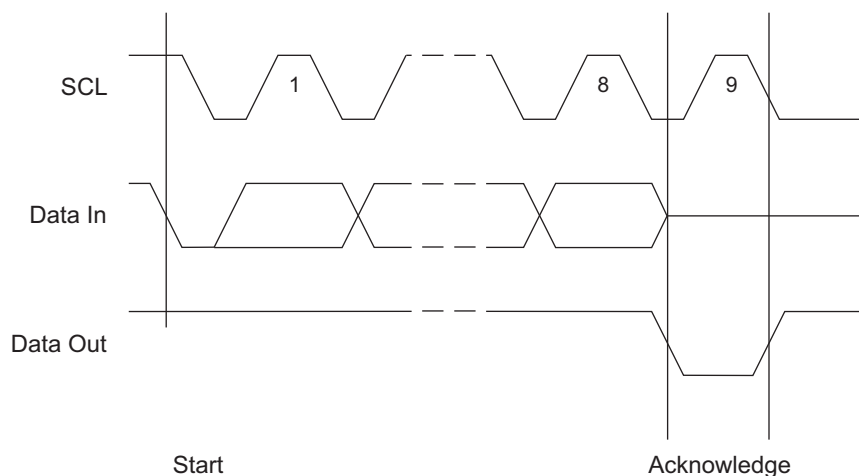 SCL
1
8
9
Data In
Data Out
Start
Acknowledge